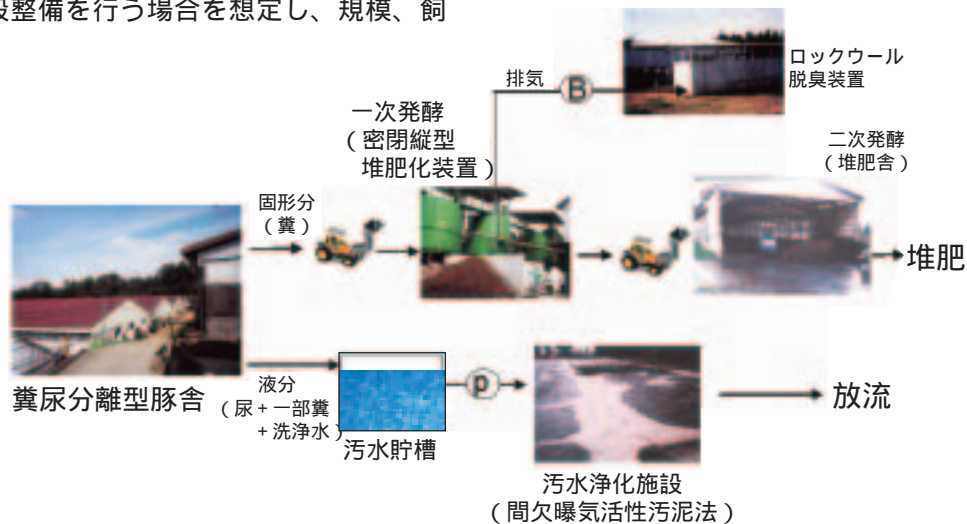 設整備を行う場合を想定し、規模、飼
ロックウール
脱臭装置
排気
B
一次発酵
（密閉縦型
堆肥化装置）
二次発酵
（堆肥舎）
固形分
（糞）
堆肥
糞尿分離型豚舎
液分
（尿+一部糞
+洗浄水）
汚水貯槽
p
放流
汚水浄化施設
（間欠曝気活性汚泥法）